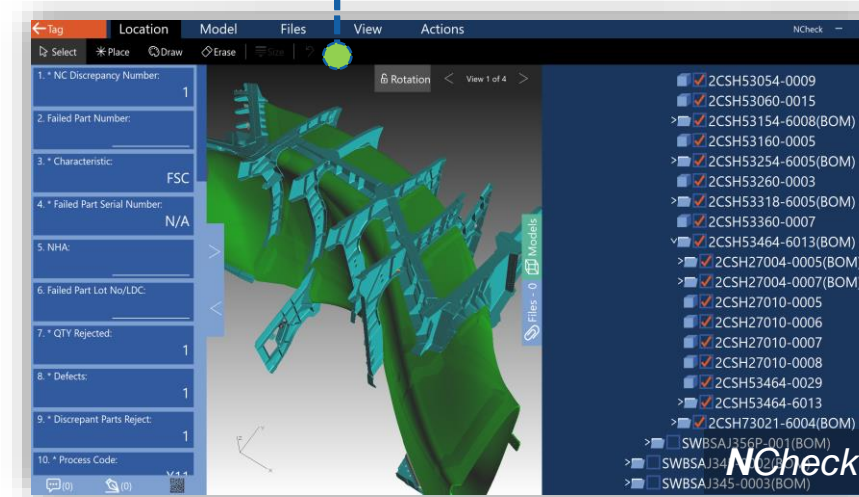 ←Tag Location Model Files View Actions NCheck
Select Place Draw Erase Size
1. * NC Discrepancy Number:
1
2. Failed Part Number:
3. * Characteristic:
FSC
4. * Failed Part Serial Number:
N/A
5. NHA:
6. Failed Part Lot No/LDC:
7. * QTY Rejected:
1
8. * Defects:
1
9. * Discrepant Parts Reject:
1
10. * Process Code:
(0) (0)
Rotation < View 1 of 4 >
Models
Files - 0
2CSH53054-0009
2CSH53060-0015
2CSH53154-6008(BOM)
2CSH53160-0005
2CSH53254-6005(BOM)
2CSH53260-0003
2CSH53318-6005(BOM)
2CSH53360-0007
2CSH53464-6013(BOM)
2CSH27004-0005(BOM)
2CSH27004-0007(BOM)
2CSH27010-0005
2CSH27010-0006
2CSH27010-0007
2CSH27010-0008
2CSH53464-0029
2CSH53464-6013
2CSH73021-6004(BOM)
SWBSAJ356P-001(BOM)
SWBSAJ345-0003(BOM)
NCheck